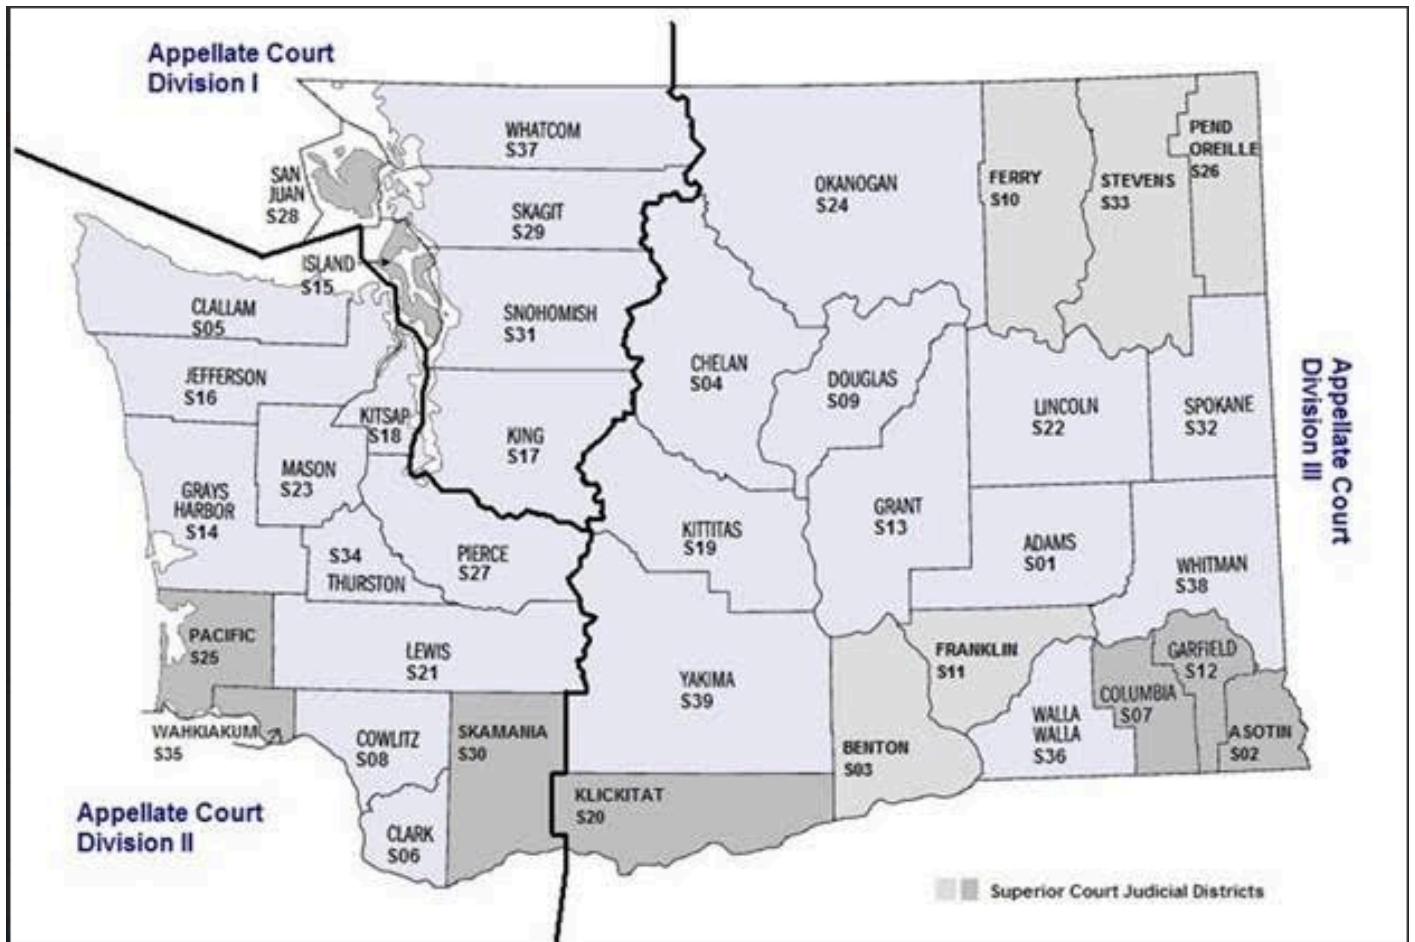 Appellate Court
Division I
WHATCOM
S37
SAN
JUAN
S28
SKAGIT
S29
ISLAND
S15
SNOHOMISH
S31
CLALLAM
S05
JEFFERSON
S16
KITSAP
S18
KING
S17
MASON
S23
GRAYS
HARBOR
S14
S34
THURSTON
PIERCE
S27
PACIFIC
S25
LEWIS
S21
WAHKIAKUM
S35
COWLITZ
S08
SKAMANIA
S30
CLARK
S06
Appellate Court
Division II
OKANOGAN
S24
FERRY
S10
STEVENS
S33
PEND
OREILLE
S26
CHELAN
S04
DOUGLAS
S09
LINCOLN
S22
SPOKANE
S32
KITTITAS
S19
GRANT
S13
ADAMS
S01
WHITMAN
S38
YAKIMA
S39
FRANKLIN
S11
GARFIELD
S12
COLUMBIA
S07
WALLA
WALLA
S36
ASOTIN
S02
BENTON
S03
KLICKITAT
S20
Appellate Court
Division III
Superior Court Judicial Districts